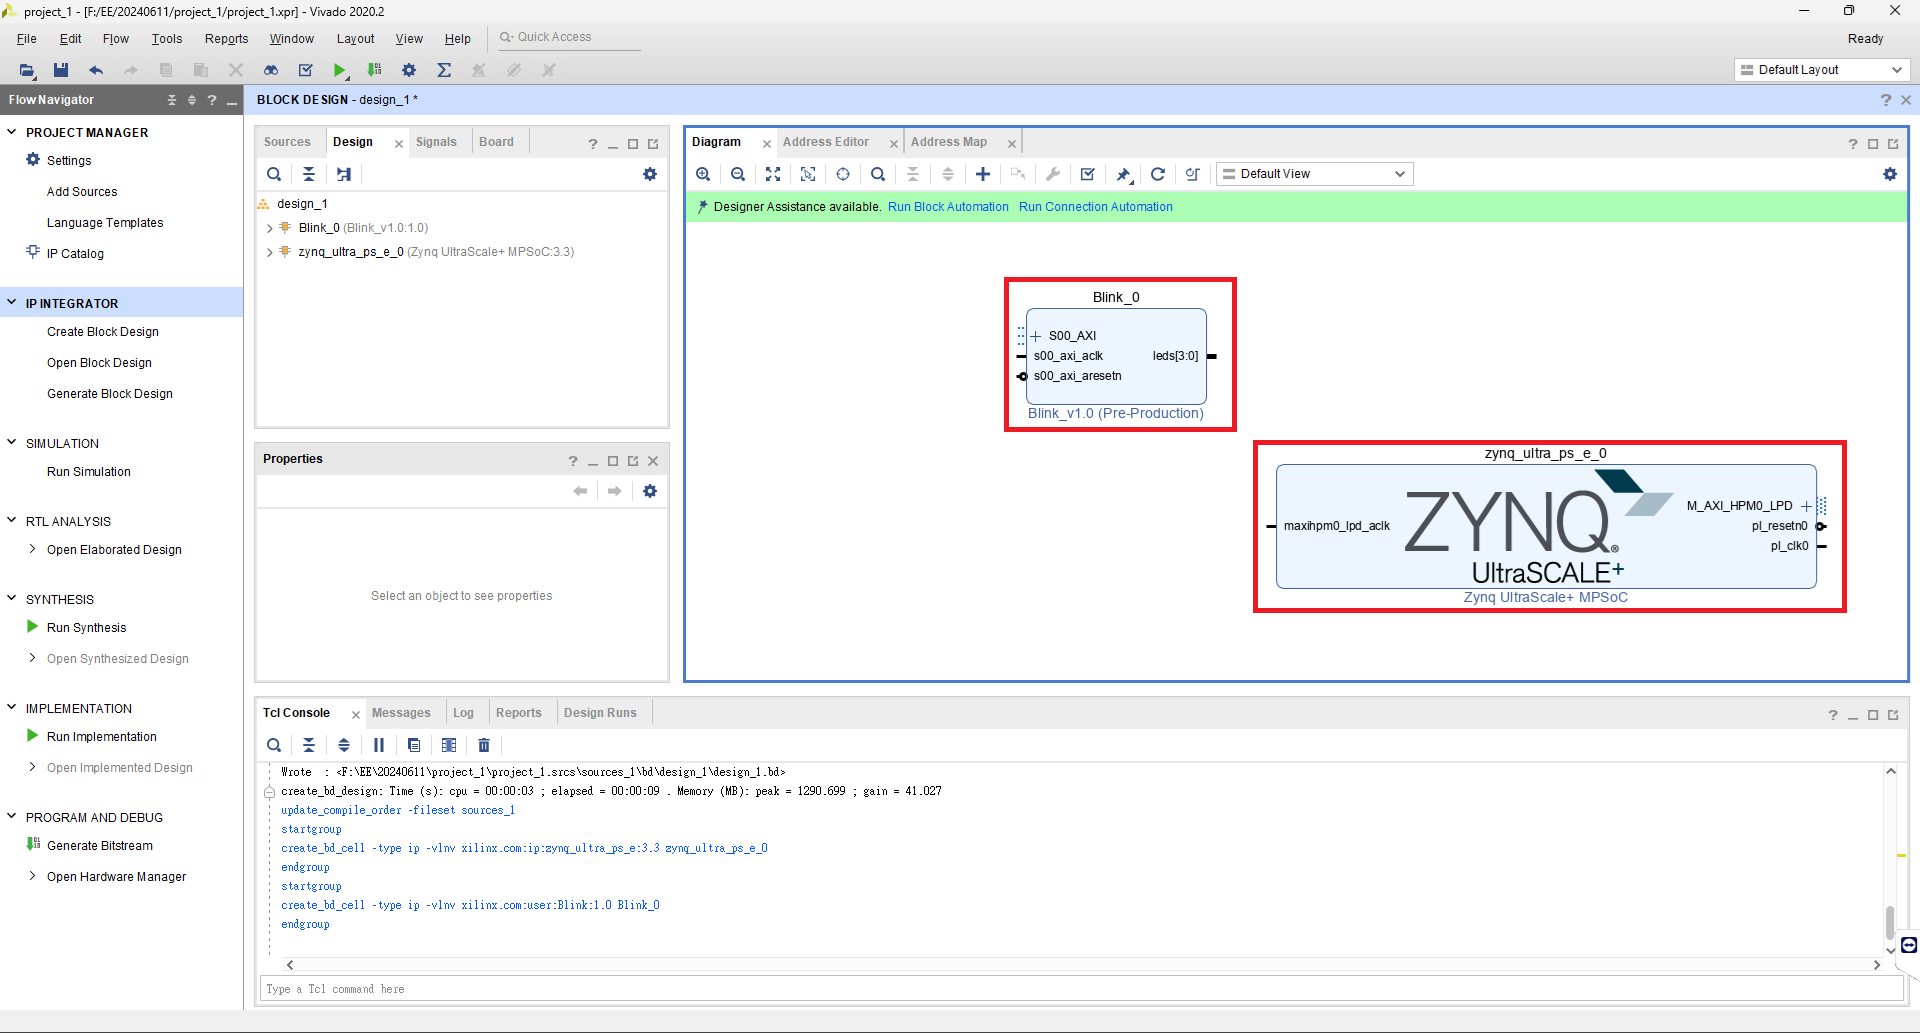 project_1 - [F:/EE/20240611/project_1/project_1.xpr] - Vivado 2020.2
File Edit Flow Tools Reports Window Layout View Help Quick Access Ready
Default Layout
Flow Navigator
PROJECT MANAGER
Settings
Add Sources
Language Templates
IP Catalog
IP INTEGRATOR
Create Block Design
Open Block Design
Generate Block Design
SIMULATION
Run Simulation
RTL ANALYSIS
Open Elaborated Design
SYNTHESIS
Run Synthesis
Open Synthesized Design
IMPLEMENTATION
Run Implementation
Open Implemented Design
PROGRAM AND DEBUG
Generate Bitstream
Open Hardware Manager
BLOCK DESIGN - design_1 *
Sources Design Signals Board
design_1
Blink_0 (Blink_v1.0:1.0)
zynq_ultra_ps_e_0 (Zynq UltraScale+ MPSoC:3.3)
Properties
Select an object to see properties
Diagram Address Editor Address Map
Default View
Designer Assistance available. Run Block Automation Run Connection Automation
Blink_0
S00_AXI
s00_axi_aclk leds[3:0]
s00_axi_aresetn
Blink_v1.0 (Pre-Production)
zynq_ultra_ps_e_0
M_AXI_HPM0_LPD
maxihpm0_lpd_aclk pl_resetn0
pl_clk0
ZYNQ®
UltraSCALE+
Zynq UltraScale+ MPSoC
Tcl Console Messages Log Reports Design Runs
Wrote  : <F:\EE\20240611\project_1\project_1.srcs\sources_1\bd\design_1\design_1.bd>
create_bd_design: Time (s): cpu = 00:00:03 ; elapsed = 00:00:09 . Memory (MB): peak = 1290.699 ; gain = 41.027
update_compile_order -fileset sources_1
startgroup
create_bd_cell -type ip -vlnv xilinx.com:ip:zynq_ultra_ps_e:3.3 zynq_ultra_ps_e_0
endgroup
startgroup
create_bd_cell -type ip -vlnv xilinx.com:user:Blink:1.0 Blink_0
endgroup
Type a Tcl command here